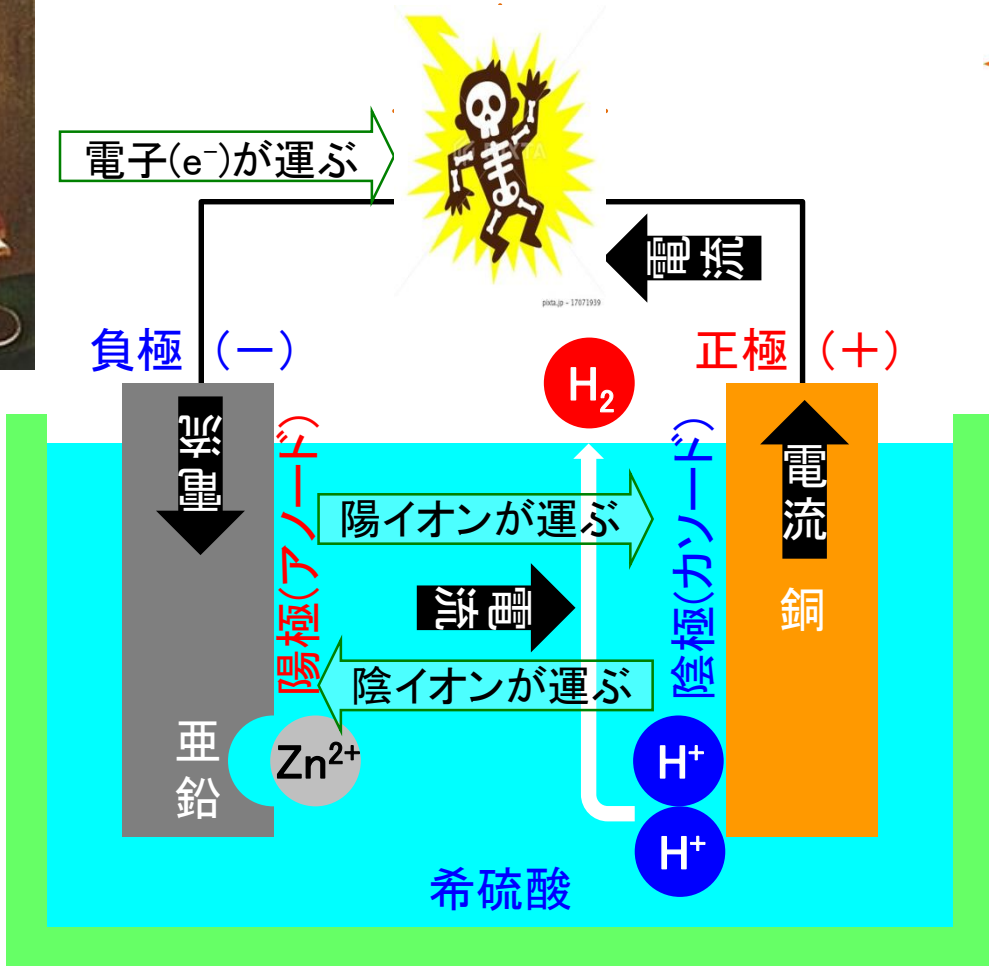 電子(e⁻)が運ぶ
電流
pixta.jp - 17071939
負極 (－)
正極 (＋)
H₂
電流
陽極(アノード)
陽イオンが運ぶ
陰極(カソード)
電流
電流
銅
陰イオンが運ぶ
亜鉛
Zn²⁺
H⁺
H⁺
希硫酸